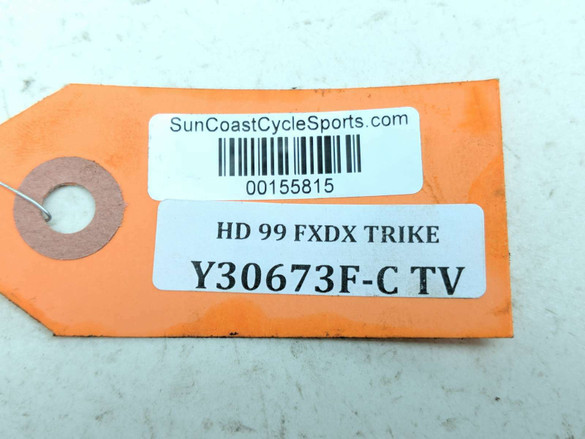 SunCoastCycleSports.com
00155815
HD 99 FXDX TRIKE
Y30673F-C TV